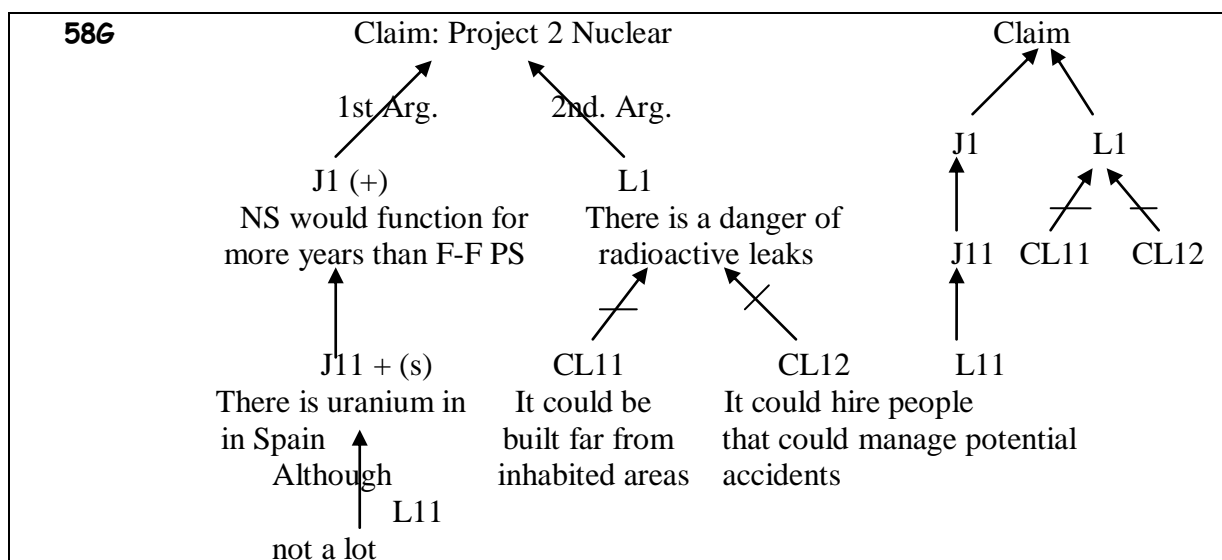 58G Claim: Project 2 Nuclear Claim
1st Arg. 2nd. Arg.
J1 L1
J1 (+) L1
NS would function for There is a danger of
more years than F-F PS radioactive leaks J11 CL11 CL12
J11 + (s) CL11 CL12 L11
There is uranium in It could be It could hire people
in Spain built far from that could manage potential
Although inhabited areas accidents
L11
not a lot